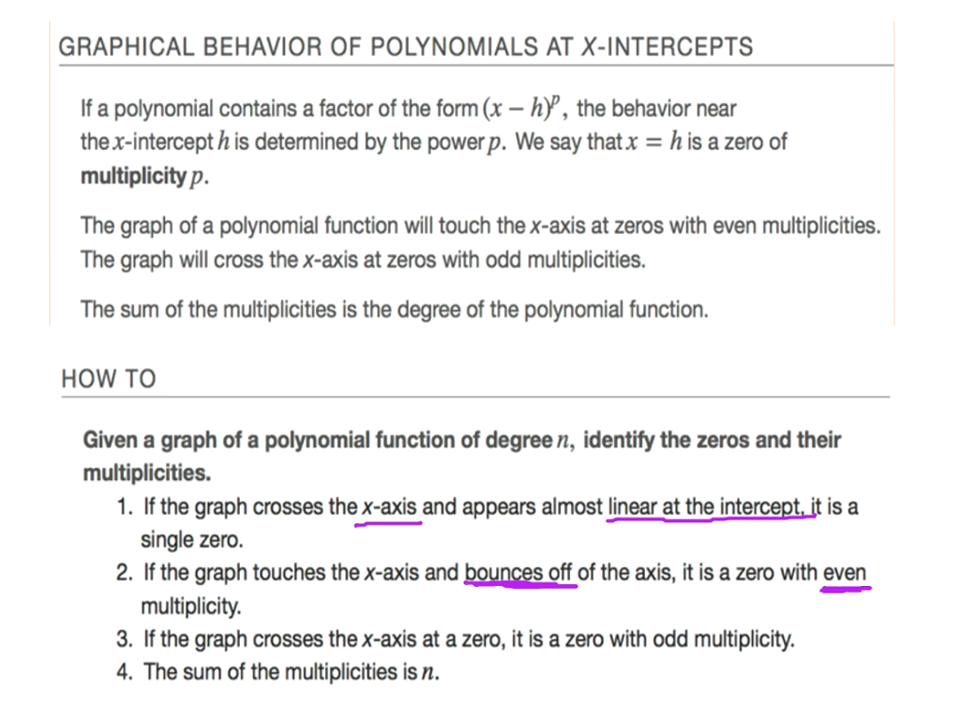 GRAPHICAL BEHAVIOR OF POLYNOMIALS AT X-INTERCEPTS
If a polynomial contains a factor of the form (x − h)ᵖ, the behavior near
the x-intercept h is determined by the power p. We say that x = h is a zero of
multiplicity p.
The graph of a polynomial function will touch the x-axis at zeros with even multiplicities.
The graph will cross the x-axis at zeros with odd multiplicities.
The sum of the multiplicities is the degree of the polynomial function.
HOW TO
Given a graph of a polynomial function of degree n, identify the zeros and their
multiplicities.
1. If the graph crosses the x-axis and appears almost linear at the intercept, it is a
single zero.
2. If the graph touches the x-axis and bounces off of the axis, it is a zero with even
multiplicity.
3. If the graph crosses the x-axis at a zero, it is a zero with odd multiplicity.
4. The sum of the multiplicities is n.